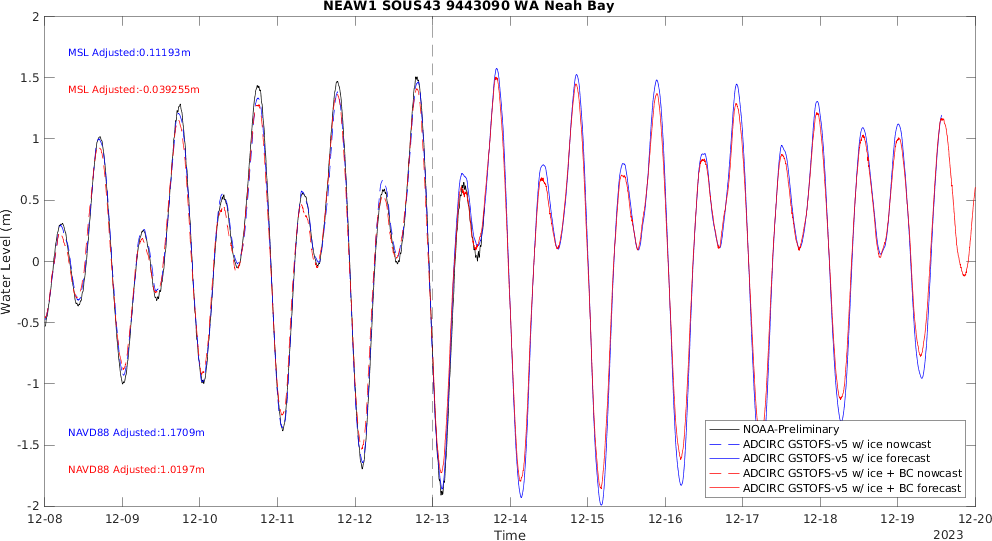 NEAW1 SOUS43 9443090 WA Neah Bay
MSL Adjusted:0.11193m
MSL Adjusted:-0.039255m
NAVD88 Adjusted:1.1709m
NAVD88 Adjusted:1.0197m
Water Level (m)
2
1.5
1
0.5
0
-0.5
-1
-1.5
-2
NOAA-Preliminary
ADCIRC GSTOFS-v5 w/ ice nowcast
ADCIRC GSTOFS-v5 w/ ice forecast
ADCIRC GSTOFS-v5 w/ ice + BC nowcast
ADCIRC GSTOFS-v5 w/ ice + BC forecast
12-08 12-09 12-10 12-11 12-12 12-13 12-14 12-15 12-16 12-17 12-18 12-19 12-20
Time
2023